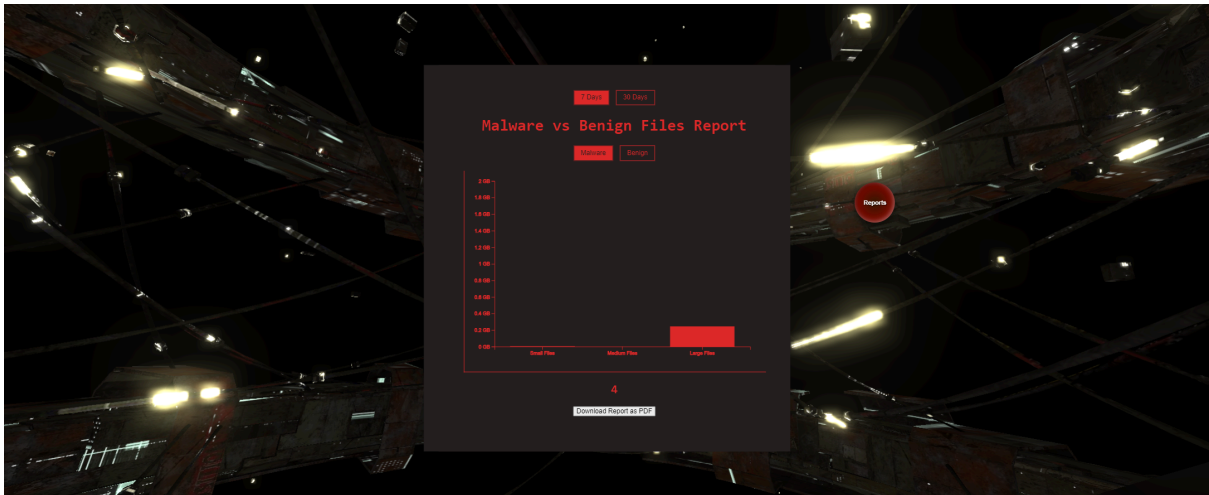 7 Days 30 Days
Malware vs Benign Files Report
Malware Benign
Reports
2 GB
1.8 GB
1.6 GB
1.4 GB
1.2 GB
1 GB
0.8 GB
0.6 GB
0.4 GB
0.2 GB
0 GB
Small Files Medium Files Large Files
4
Download Report as PDF